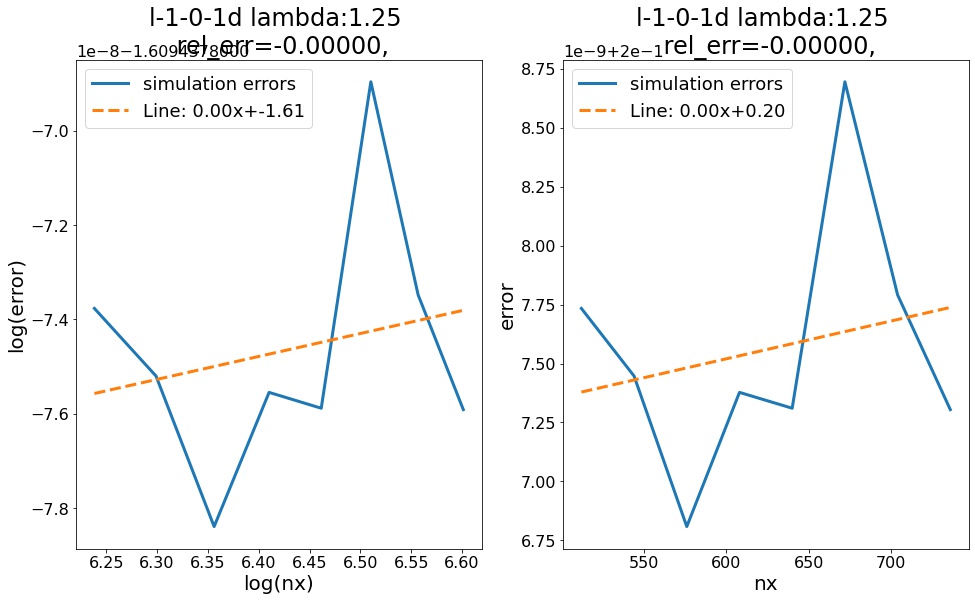 l-1-0-1d lambda:1.25
rel_err=-0.00000,
1e−8−1.6094378000
simulation errors
Line: 0.00x+-1.61
−7.0
−7.2
−7.4
−7.6
−7.8
log(error)
6.25 6.30 6.35 6.40 6.45 6.50 6.55 6.60
log(nx)
l-1-0-1d lambda:1.25
rel_err=-0.00000,
1e−9+2e−1
simulation errors
Line: 0.00x+0.20
8.75
8.50
8.25
8.00
7.75
7.50
7.25
7.00
6.75
error
550 600 650 700
nx